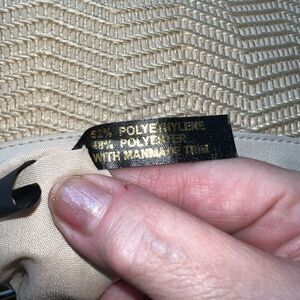 52% POLYETHYLENE
48% POLYESTER
WITH MANMADE TRIM